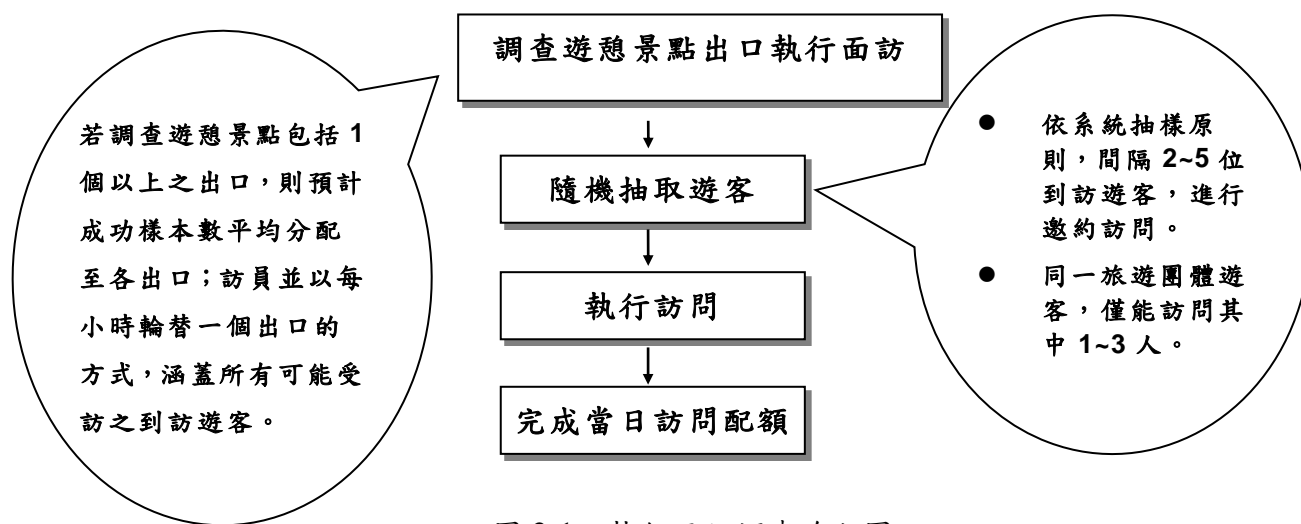 調查遊憩景點出口執行面訪
若調查遊憩景點包括 1
個以上之出口，則預計
成功樣本數平均分配
至各出口；訪員並以每
小時輪替一個出口的
方式，涵蓋所有可能受
訪之到訪遊客。
隨機抽取遊客
● 依系統抽樣原
則，間隔 2~5 位
到訪遊客，進行
邀約訪問。
● 同一旅遊團體遊
客，僅能訪問其
中 1~3 人。
執行訪問
完成當日訪問配額